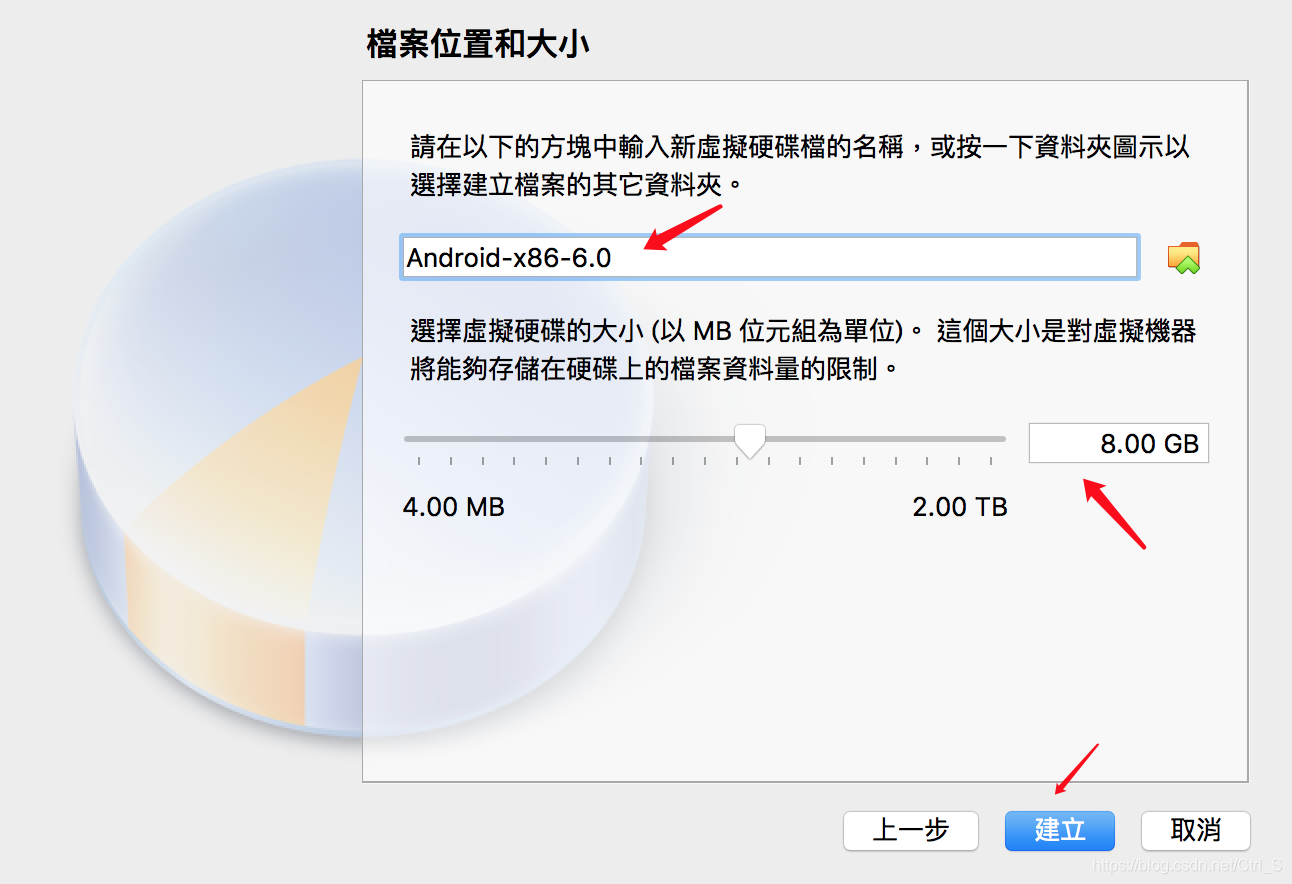 檔案位置和大小
請在以下的方塊中輸入新虛擬硬碟檔的名稱，或按一下資料夾圖示以
選擇建立檔案的其它資料夾。
Android-x86-6.0
選擇虛擬硬碟的大小 (以 MB 位元組為單位)。 這個大小是對虛擬機器
將能夠存儲在硬碟上的檔案資料量的限制。
8.00 GB
4.00 MB
2.00 TB
上一步
建立
取消
https://blog.csdn.net/Ctrl_S